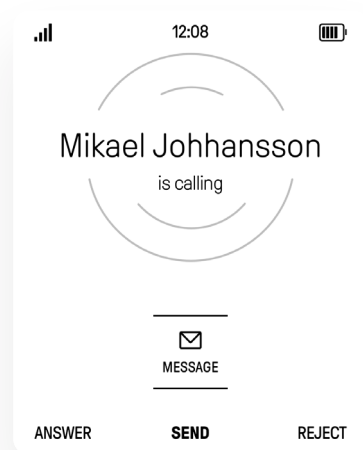 12:08
Mikael Johhansson
is calling
MESSAGE
ANSWER SEND REJECT